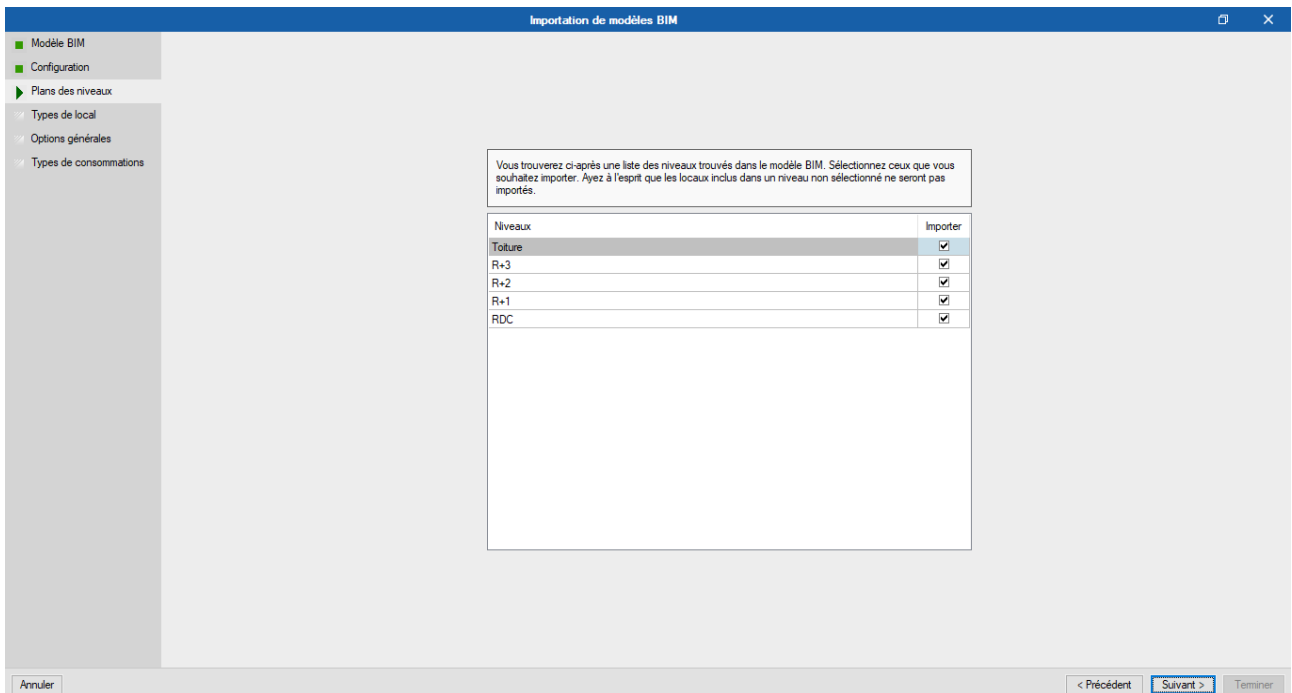 Importation de modèles BIM
Modèle BIM
Configuration
Plans des niveaux
Types de local
Options générales
Types de consommations
Vous trouverez ci-après une liste des niveaux trouvés dans le modèle BIM. Sélectionnez ceux que vous
souhaitez importer. Ayez à l'esprit que les locaux inclus dans un niveau non sélectionné ne seront pas
importés.
Niveaux Importer
Toiture
R+3
R+2
R+1
RDC
Annuler < Précédent Suivant > Terminer